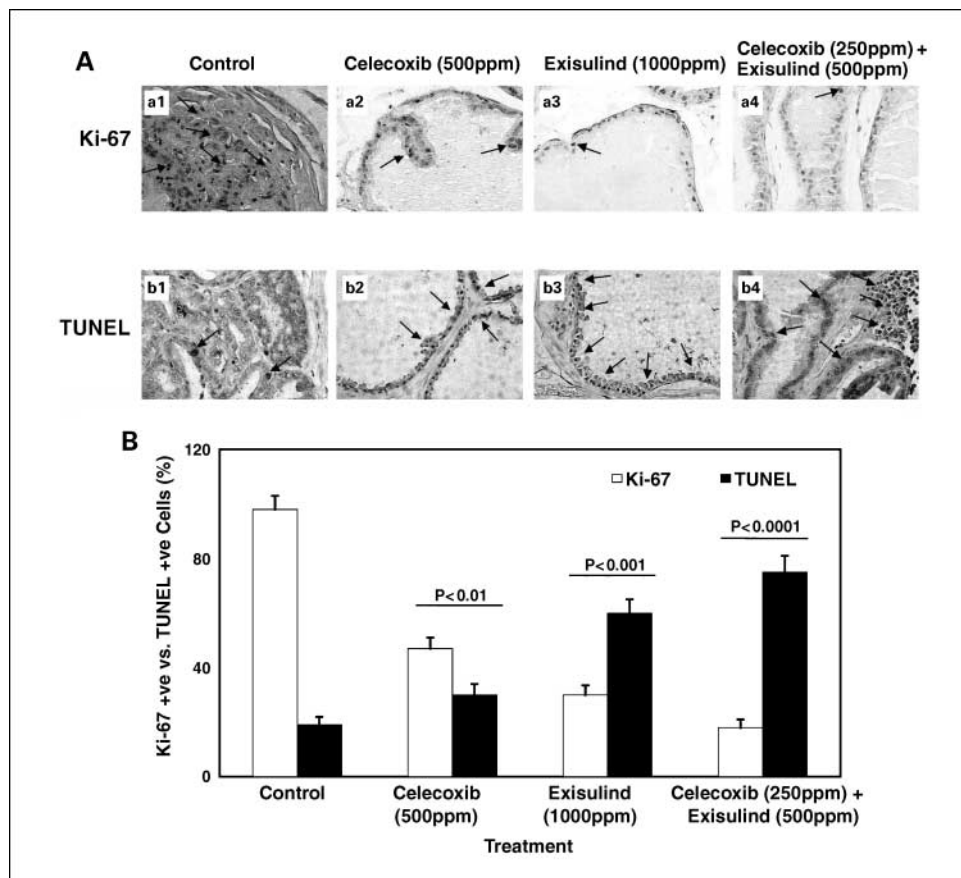 A
Control
Celecoxib (500ppm)
Exisulind (1000ppm)
Celecoxib (250ppm) +
Exisulind (500ppm)
Ki-67
a1
a2
a3
a4
TUNEL
b1
b2
b3
b4
B
Ki-67 +ve vs. TUNEL +ve Cells (%)
120
80
40
0
Ki-67
TUNEL
P<0.01
P<0.001
P<0.0001
Control
Celecoxib
(500ppm)
Exisulind
(1000ppm)
Celecoxib (250ppm) +
Exisulind (500ppm)
Treatment